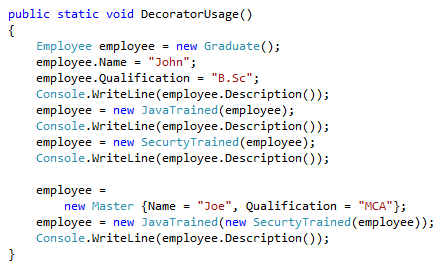 public static void DecoratorUsage()
{
    Employee employee = new Graduate();
    employee.Name = "John";
    employee.Qualification = "B.Sc";
    Console.WriteLine(employee.Description());
    employee = new JavaTrained(employee);
    Console.WriteLine(employee.Description());
    employee = new SecurtyTrained(employee);
    Console.WriteLine(employee.Description());

    employee =
        new Master {Name = "Joe", Qualification = "MCA"};
    employee = new JavaTrained(new SecurtyTrained(employee));
    Console.WriteLine(employee.Description());
}